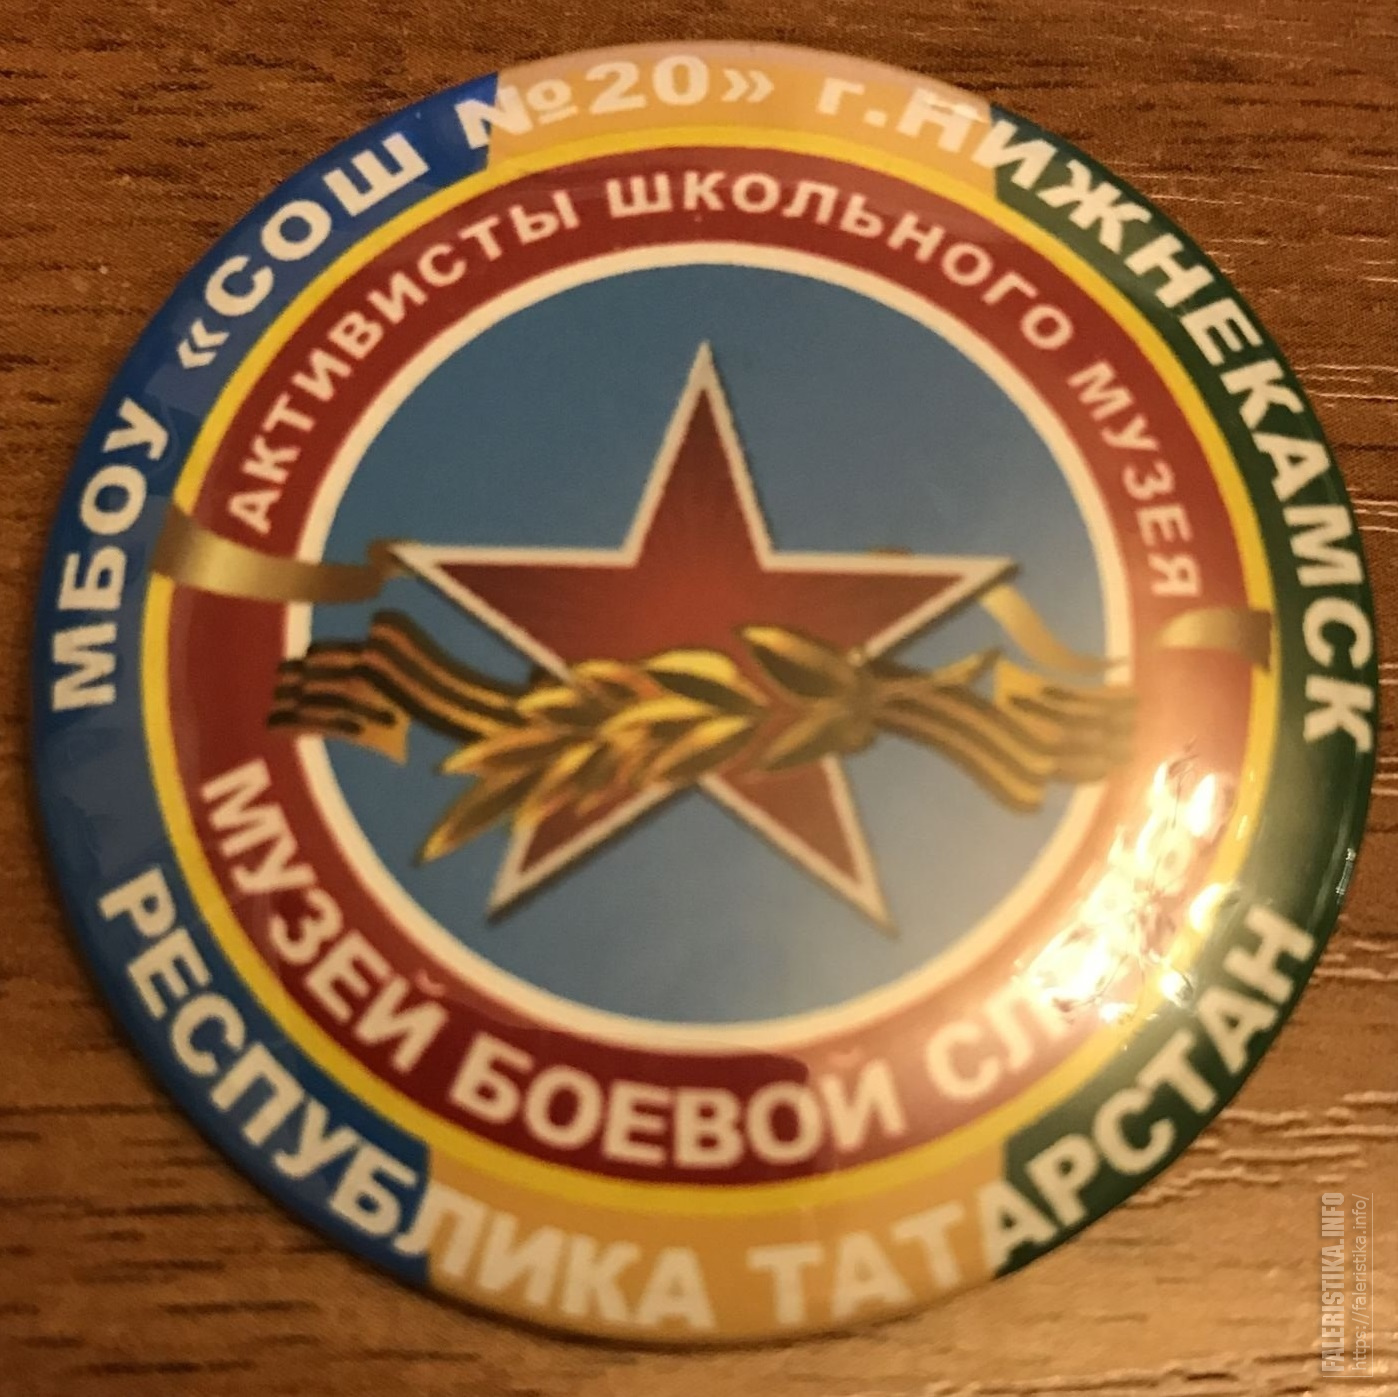 МБОУ «СОШ №20» г.НИЖНЕКАМСК
РЕСПУБЛИКА ТАТАРСТАН
АКТИВИСТЫ ШКОЛЬНОГО МУЗЕЯ
МУЗЕЙ БОЕВОЙ
FALERISTIKA.INFO
https://faleristika.info/